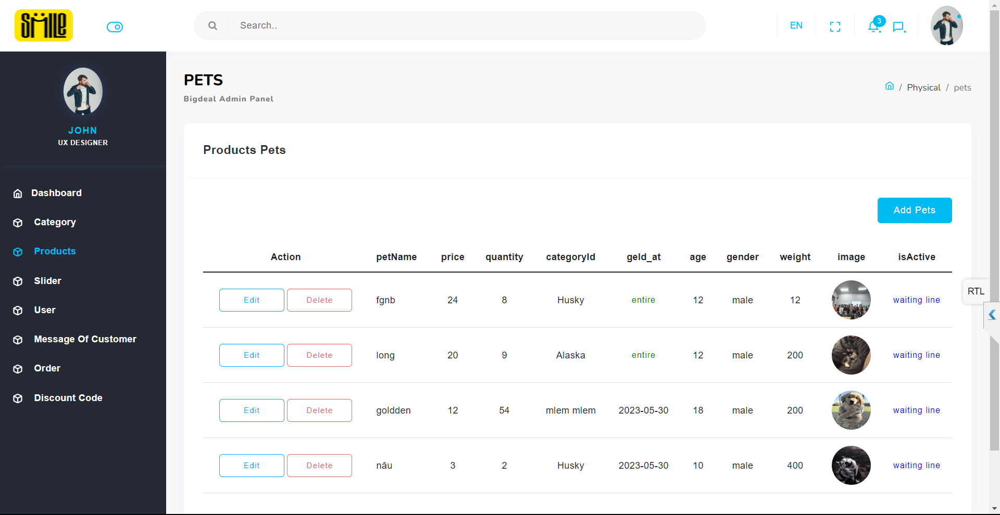 SMILE
Search..
EN
3
JOHN
UX DESIGNER
Dashboard
Category
Products
Slider
User
Message Of Customer
Order
Discount Code
PETS
Bigdeal Admin Panel
/ Physical / pets
Products Pets
Add Pets
Action petName price quantity categoryId geld_at age gender weight image isActive
Edit Delete fgnb 24 8 Husky entire 12 male 12 waiting line
Edit Delete long 20 9 Alaska entire 12 male 200 waiting line
Edit Delete goldden 12 54 mlem mlem 2023-05-30 18 male 200 waiting line
Edit Delete nâu 3 2 Husky 2023-05-30 10 male 400 waiting line
RTL